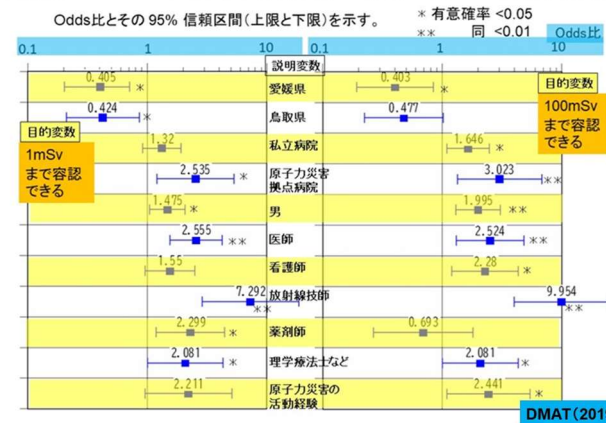 Odds比とその 95% 信頼区間(上限と下限)を示す。
* 有意確率 <0.05
** 同 <0.01
Odds比
0.1 1 10 0.1 1 10
説明変数
0.405 * 愛媛県 0.403 *
0.424 * 鳥取県 0.477
目的変数
1mSv
まで容認
できる
目的変数
100mSv
まで容認
できる
1.32 私立病院 1.646 *
2.535 * 原子力災害
拠点病院 3.023 **
1.475 * 男 1.995 **
2.555 ** 医師 2.524 **
1.55 看護師 2.28 *
7.292 ** 放射線技師 9.954 **
2.299 * 薬剤師 0.693
2.081 * 理学療法士など 2.081 *
2.211 原子力災害の
活動経験 2.441 *
DMAT(201